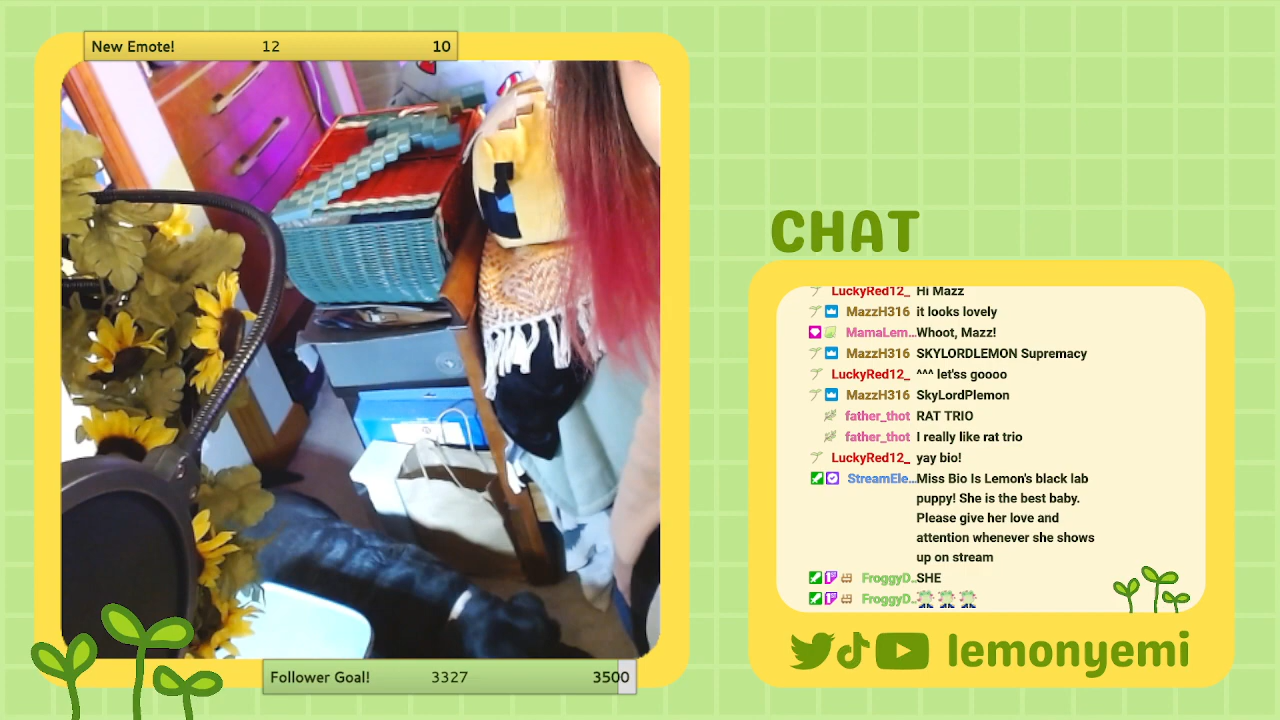 New Emote! 12 10
CHAT
LuckyRed12_ Hi Mazz
MazzH316 it looks lovely
MamaLem... Whoot, Mazz!
MazzH316 SKYLORDLEMON Supremacy
LuckyRed12_ ^^^ let'ss goooo
MazzH316 SkyLordPlemon
father_thot RAT TRIO
father_thot I really like rat trio
LuckyRed12_ yay bio!
StreamEle... Miss Bio Is Lemon's black lab
puppy! She is the best baby.
Please give her love and
attention whenever she shows
up on stream
FroggyD... SHE
FroggyD...
lemonyemi
Follower Goal! 3327 3500